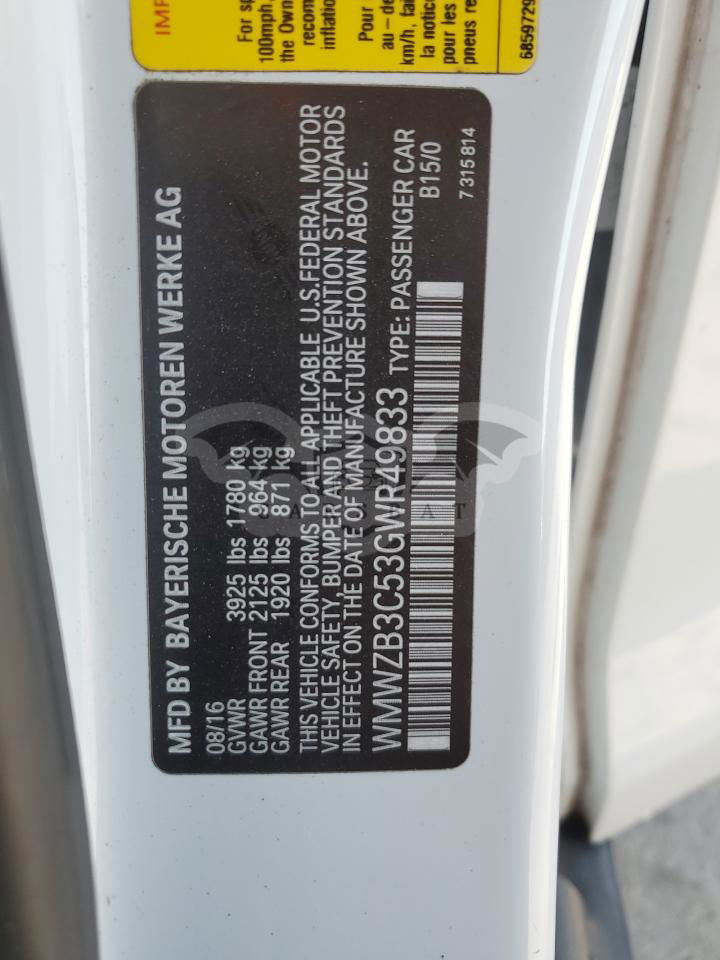 MFD BY BAYERISCHE MOTOREN WERKE AG
08/16
GVWR 3925 lbs 1780 kg
GAWR FRONT 2125 lbs 964 kg
GAWR REAR 1920 lbs 871 kg
THIS VEHICLE CONFORMS TO ALL APPLICABLE U.S.FEDERAL MOTOR
VEHICLE SAFETY, BUMPER AND THEFT PREVENTION STANDARDS
IN EFFECT ON THE DATE OF MANUFACTURE SHOWN ABOVE.
WMWZB3C53GWR49833 TYPE: PASSENGER CAR
B15/0
7315814
IMP
For sp
100mph,
the Own
recom
inflatio
Pour
au - de
km/h, fai
la notice
pour les
pneus re
6859729